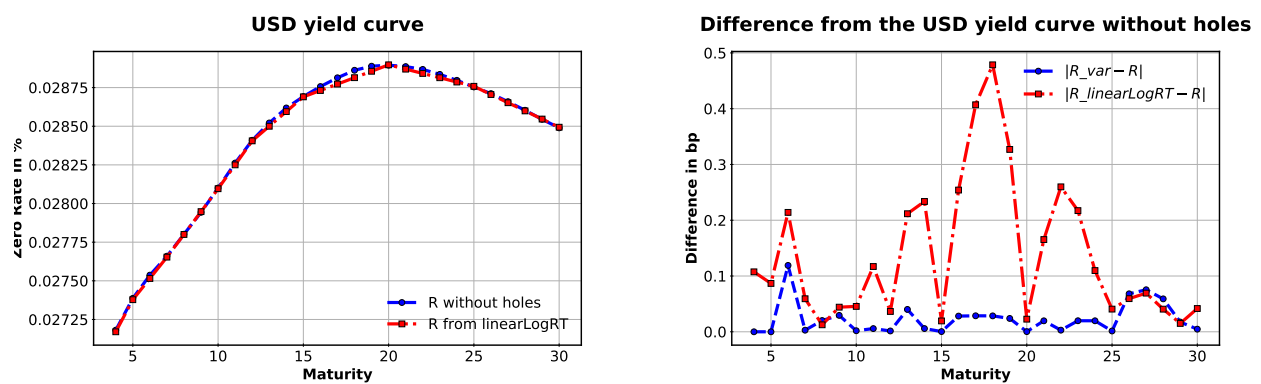 USD yield curve
Zero Rate in %
0.02875
0.02850
0.02825
0.02800
0.02775
0.02750
0.02725
R without holes
R from linearLogRT
5 10 15 20 25 30
Maturity
Difference from the USD yield curve without holes
Difference in bp
0.5
0.4
0.3
0.2
0.1
0.0
|R_var − R|
|R_linearLogRT − R|
5 10 15 20 25 30
Maturity